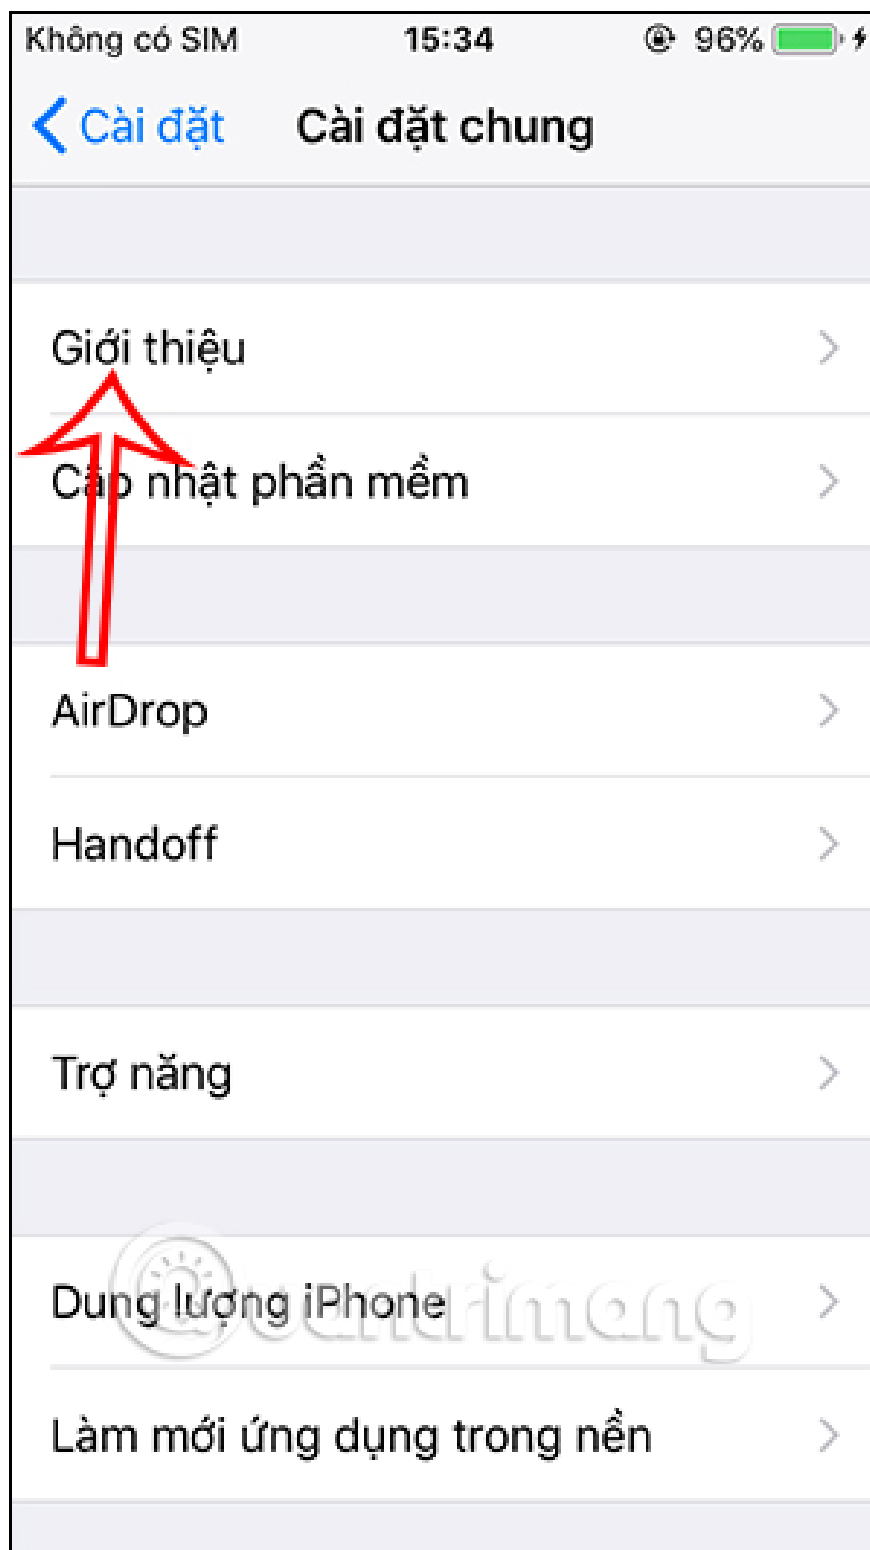 Không có SIM 15:34 96%
Cài đặt Cài đặt chung
Giới thiệu
Cập nhật phần mềm
AirDrop
Handoff
Trợ năng
Dung lượng iPhone
uantrimang
Làm mới ứng dụng trong nền